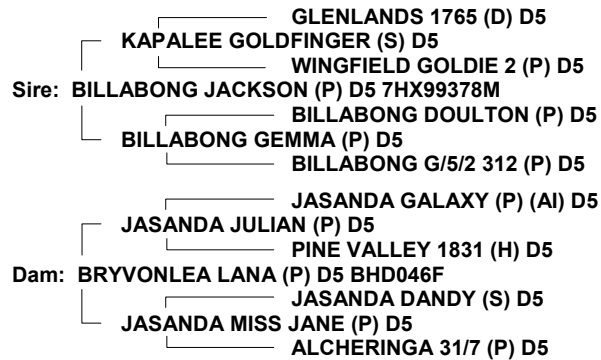 GLENLANDS 1765 (D) D5
KAPALEE GOLDFINGER (S) D5
WINGFIELD GOLDIE 2 (P) D5
Sire: BILLABONG JACKSON (P) D5 7HX99378M
BILLABONG DOULTON (P) D5
BILLABONG GEMMA (P) D5
BILLABONG G/5/2 312 (P) D5
JASANDA GALAXY (P) (AI) D5
JASANDA JULIAN (P) D5
PINE VALLEY 1831 (H) D5
Dam: BRYVONLEA LANA (P) D5 BHD046F
JASANDA DANDY (S) D5
JASANDA MISS JANE (P) D5
ALCHERINGA 31/7 (P) D5